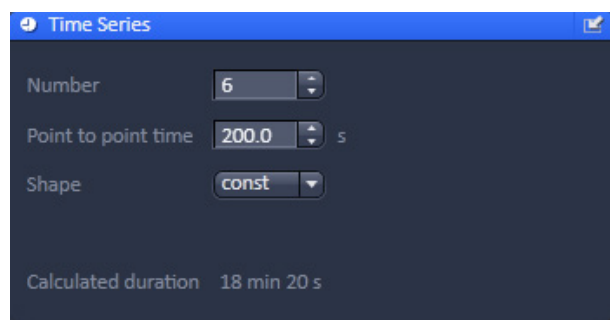 Time Series
Number 6
Point to point time 200.0 s
Shape const
Calculated duration 18 min 20 s